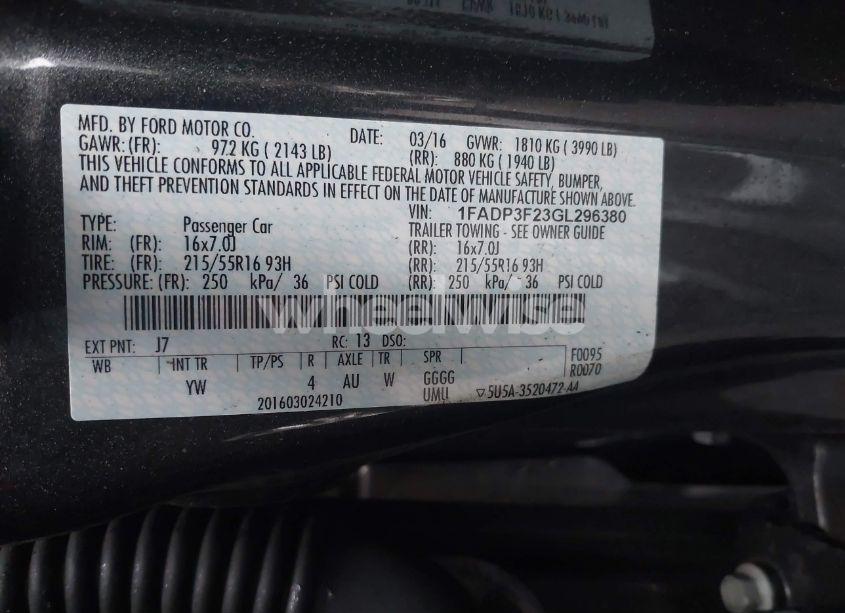 MFD. BY FORD MOTOR CO. DATE: 03/16 GVWR: 1810 KG ( 3990 LB)
GAWR: (FR): 972 KG ( 2143 LB) (RR): 880 KG ( 1940 LB)
THIS VEHICLE CONFORMS TO ALL APPLICABLE FEDERAL MOTOR VEHICLE SAFETY, BUMPER,
AND THEFT PREVENTION STANDARDS IN EFFECT ON THE DATE OF MANUFACTURE SHOWN ABOVE.
VIN: 1FADP3F23GL296380
TYPE: Passenger Car TRAILER TOWING - SEE OWNER GUIDE
RIM: (FR): 16x7.0J (RR): 16x7.0J
TIRE: (FR): 215/55R16 93H (RR): 215/55R16 93H
PRESSURE: (FR): 250 kPa/ 36 PSI COLD (RR): 250 kPa/ 36 PSI COLD
wheelwise
EXT PNT: J7 RC: 13 DSO:
WB INT TR TP/PS R AXLE TR SPR F0095
YW 4 AU W GGGG R0070
201603024210 UMU 5U5A-3520472-AA